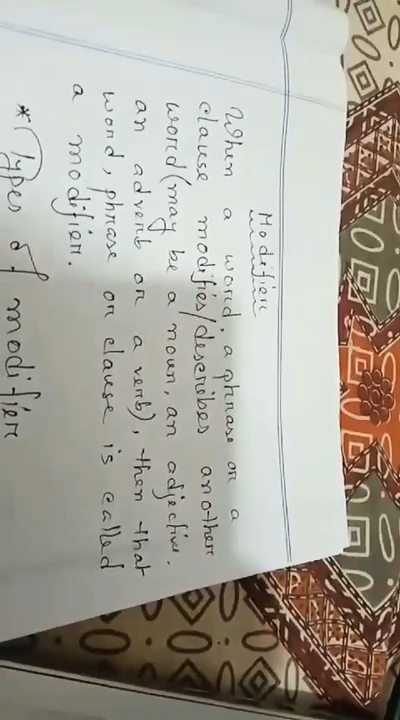 Modifier
When a word, a phrase or a
clause modifies/describes another
word (may be a noun, an adjective.
an adverb or a verb), then that
word, phrase or clause is called
a modifier.
* Types of modifier